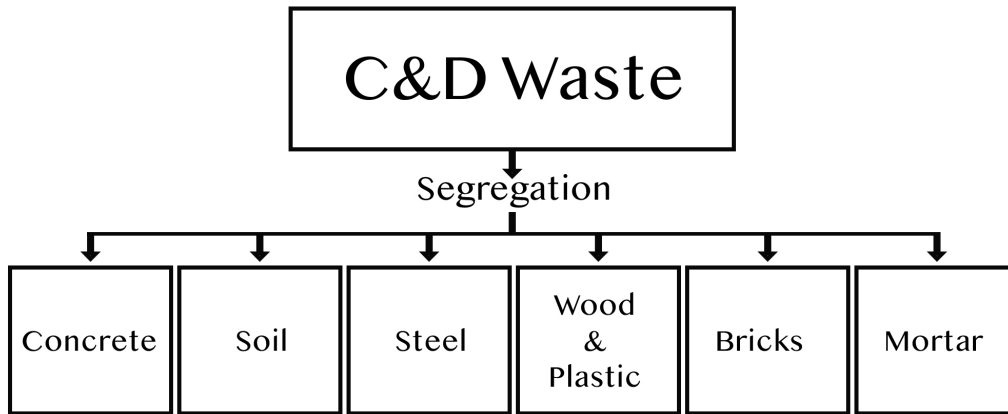 C&D Waste
Segregation
Concrete
Soil
Steel
Wood
&
Plastic
Bricks
Mortar